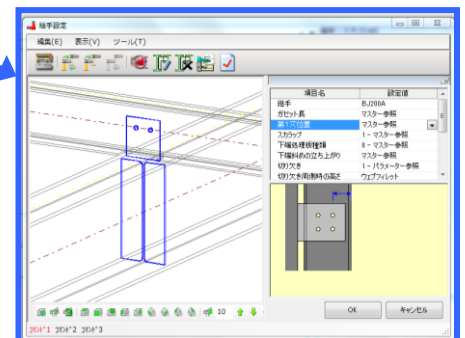 継手設定
編集(E) 表示(V) ツール(T)
項目名 設定値
継手 BJ200A
ガセット長 マスター参照
第1穴位置 マスター参照
スカラップ 1 - マスター参照
下端処理板種類 0 - マスター参照
下端斜めの立ち上がり マスター参照
切り欠き 1 - パラメーター参照
切り欠き両側時の高さ ウェブフィレット
10
OK キャンセル
ｺﾏﾝﾄﾞ*1 ｺﾏﾝﾄﾞ*2 ｺﾏﾝﾄﾞ*3